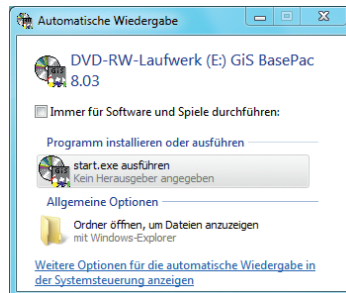 Automatische Wiedergabe
DVD-RW-Laufwerk (E:) GiS BasePac
8.03
Immer für Software und Spiele durchführen:
Programm installieren oder ausführen
start.exe ausführen
Kein Herausgeber angegeben
Allgemeine Optionen
Ordner öffnen, um Dateien anzuzeigen
mit Windows-Explorer
Weitere Optionen für die automatische Wiedergabe in
der Systemsteuerung anzeigen